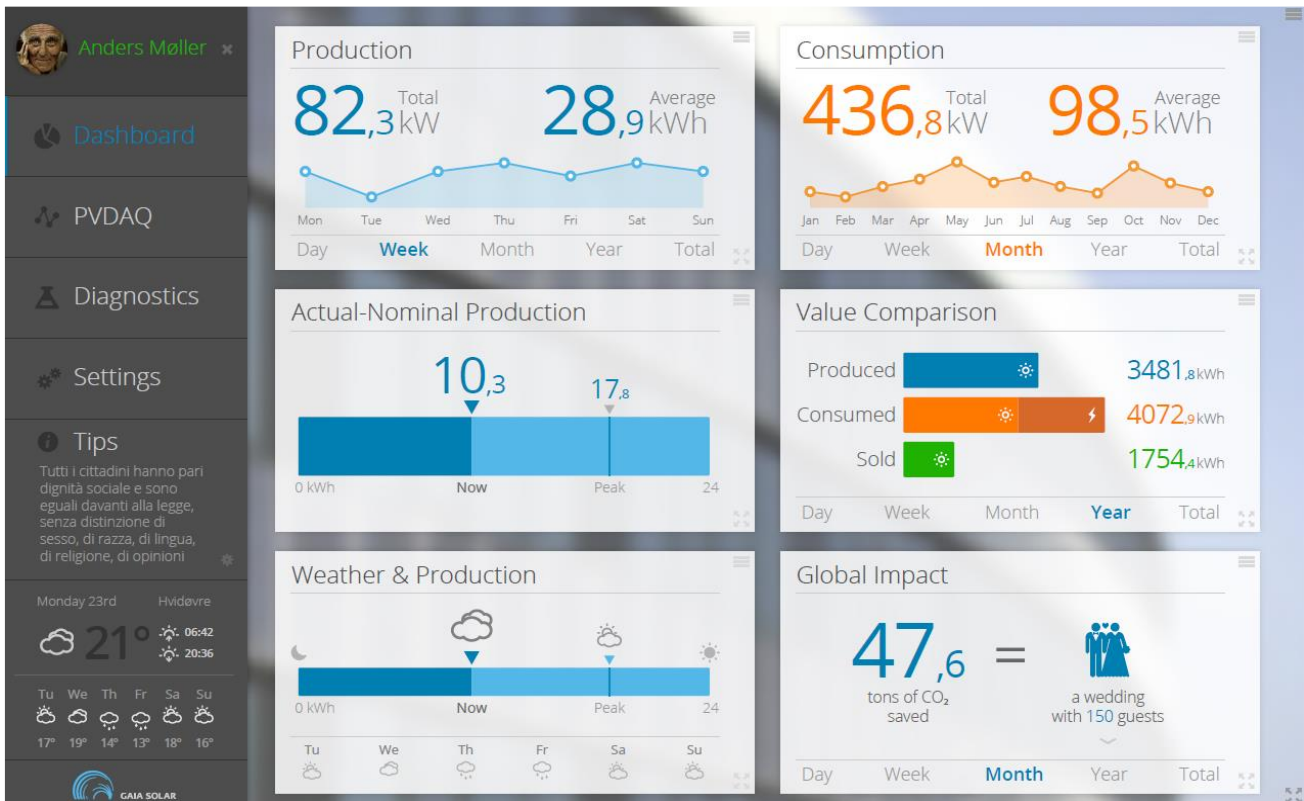 Anders Møller ×
Dashboard
PVDAQ
Diagnostics
Settings
Tips
Tutti i cittadini hanno pari
dignità sociale e sono
eguali davanti alla legge,
senza distinzione di
sesso, di razza, di lingua,
di religione, di opinioni
Monday 23rd Hvidøvre
21° 06:42
20:36
Tu We Th Fr Sa Su
17° 19° 14° 13° 18° 16°
GAIA SOLAR
Production
82,3 Total kW 28,9 Average kWh
Mon Tue Wed Thu Fri Sat Sun
Day Week Month Year Total
Consumption
436,8 Total kW 98,5 Average kWh
Jan Feb Mar Apr May Jun Jul Aug Sep Oct Nov Dec
Day Week Month Year Total
Actual-Nominal Production
10,3 17,8
0 kWh Now Peak 24
Value Comparison
Produced 3481,8 kWh
Consumed 4072,9 kWh
Sold 1754,4 kWh
Day Week Month Year Total
Weather & Production
0 kWh Now Peak 24
Tu We Th Fr Sa Su
Global Impact
47,6 =
tons of CO₂ a wedding
saved with 150 guests
Day Week Month Year Total